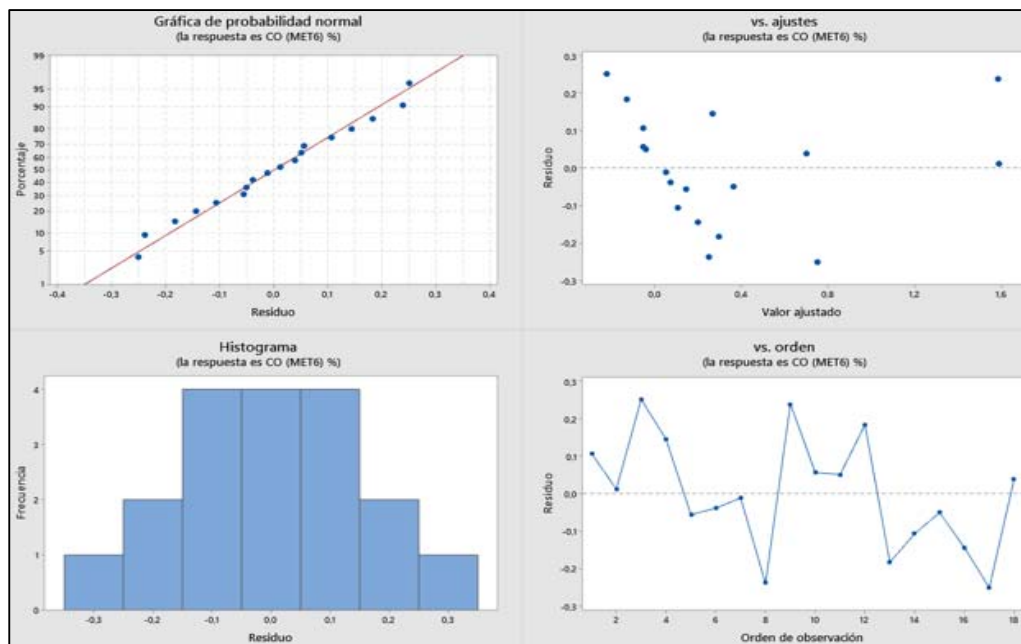 Gráfica de probabilidad normal
(la respuesta es CO (MET6) %)
99
95
90
80
70
60
50
40
30
20
10
5
1
Porcentaje
-0,4 -0,3 -0,2 -0,1 0,0 0,1 0,2 0,3 0,4
Residuo
vs. ajustes
(la respuesta es CO (MET6) %)
0,3
0,2
0,1
0,0
-0,1
-0,2
-0,3
Residuo
0,0 0,4 0,8 1,2 1,6
Valor ajustado
Histograma
(la respuesta es CO (MET6) %)
4
3
2
1
0
Frecuencia
-0,3 -0,2 -0,1 0,0 0,1 0,2 0,3
Residuo
vs. orden
(la respuesta es CO (MET6) %)
0,3
0,2
0,1
0,0
-0,1
-0,2
-0,3
Residuo
2 4 6 8 10 12 14 16 18
Orden de observación